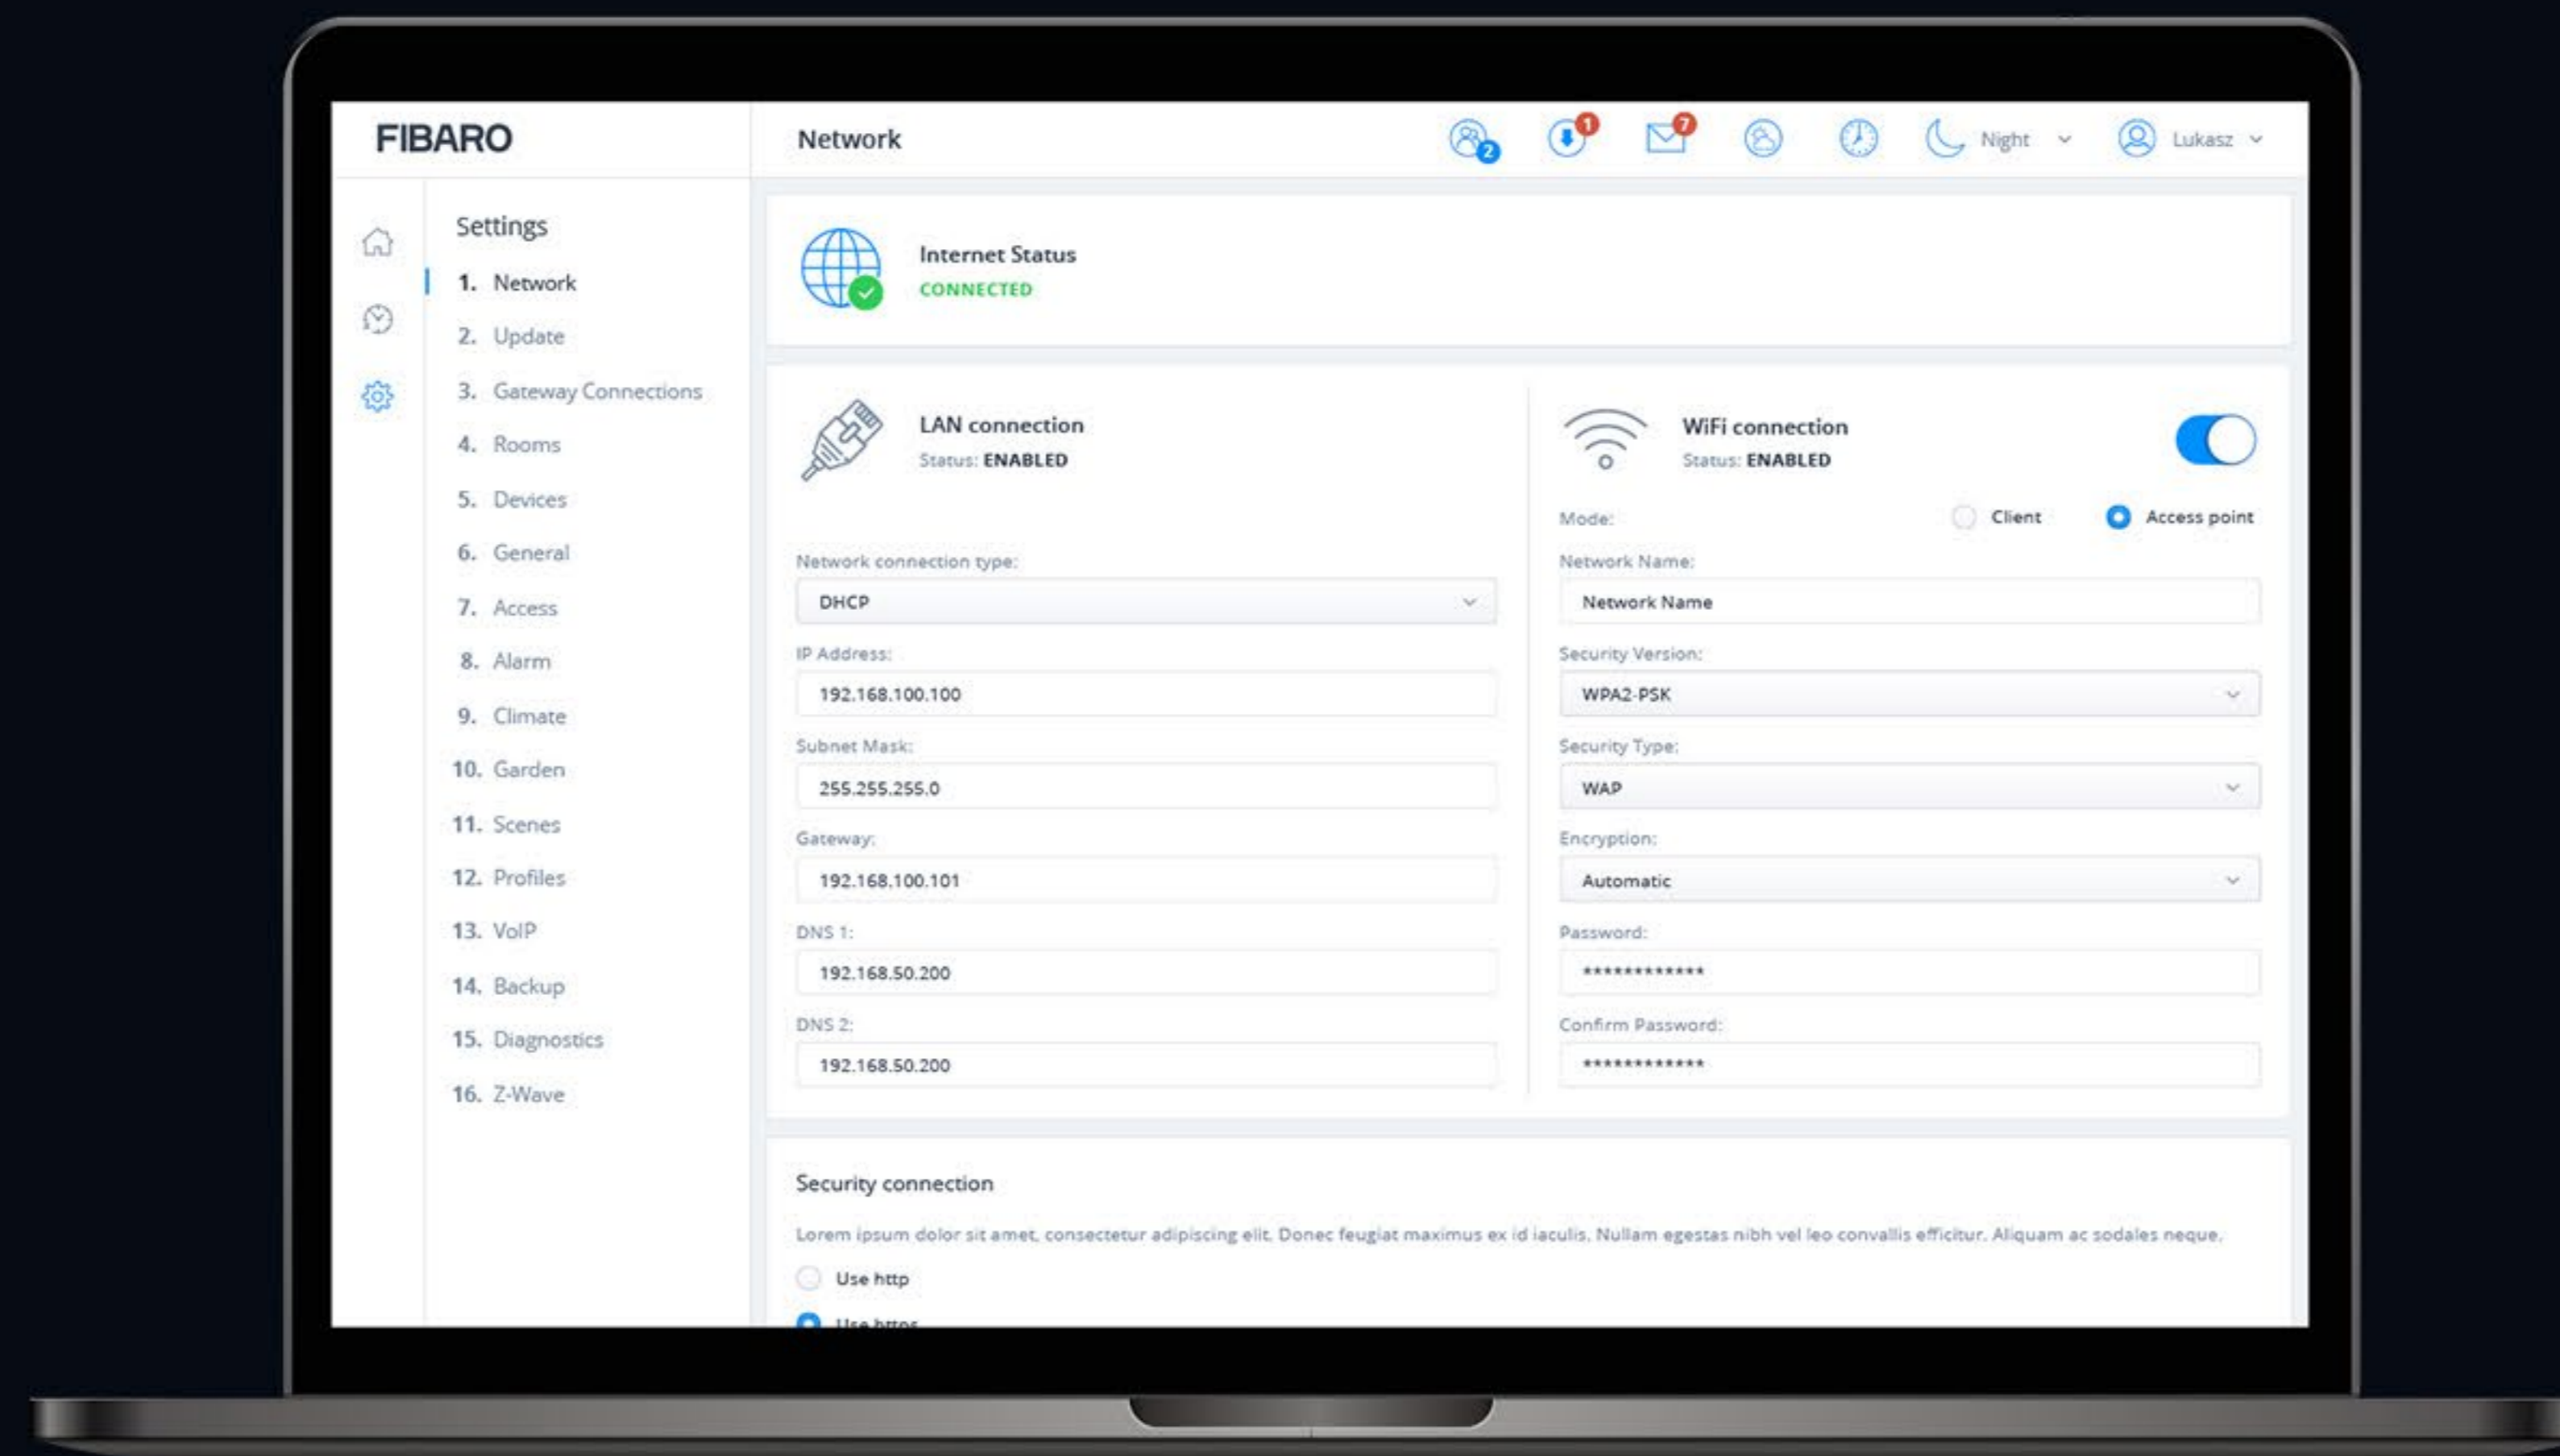 FIBARO
Network
2
1
7
Night
Lukasz
Settings
1. Network
2. Update
3. Gateway Connections
4. Rooms
5. Devices
6. General
7. Access
8. Alarm
9. Climate
10. Garden
11. Scenes
12. Profiles
13. VoIP
14. Backup
15. Diagnostics
16. Z-Wave
Internet Status
CONNECTED
LAN connection
Status: ENABLED
Network connection type:
DHCP
IP Address:
192.168.100.100
Subnet Mask:
255.255.255.0
Gateway:
192.168.100.101
DNS 1:
192.168.50.200
DNS 2:
192.168.50.200
WiFi connection
Status: ENABLED
Mode:
Client
Access point
Network Name:
Network Name
Security Version:
WPA2-PSK
Security Type:
WAP
Encryption:
Automatic
Password:
************
Confirm Password:
************
Security connection
Lorem ipsum dolor sit amet, consectetur adipiscing elit. Donec feugiat maximus ex id iaculis. Nullam egestas nibh vel leo convallis efficitur. Aliquam ac sodales neque.
Use http
Use https